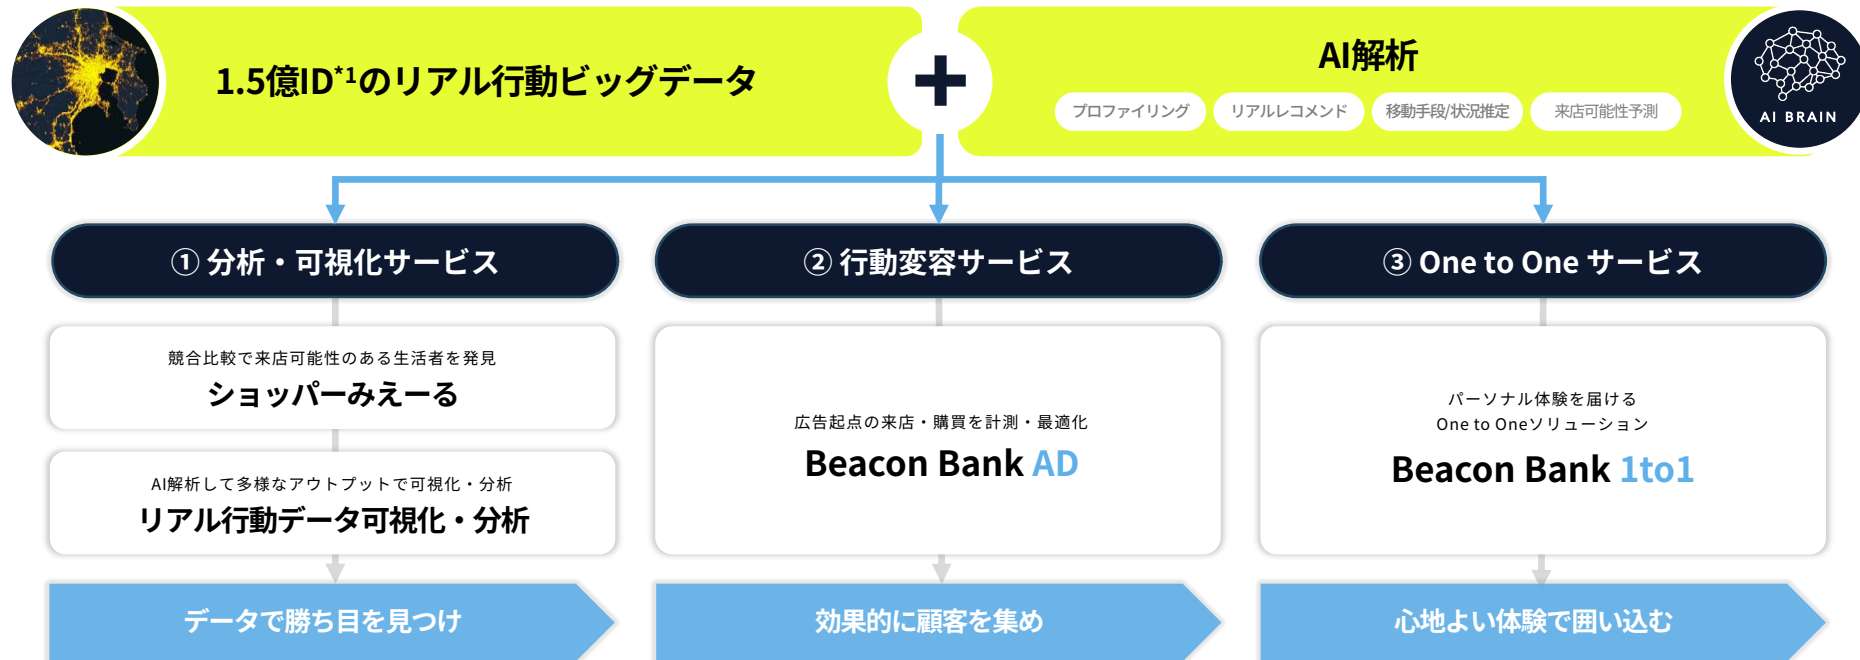 1.5億ID*1のリアル行動ビッグデータ
+
AI解析
プロファイリング
リアルレコメンド
移動手段/状況推定
来店可能性予測
AI BRAIN
① 分析・可視化サービス
② 行動変容サービス
③ One to One サービス
競合比較で来店可能性のある生活者を発見
ショッパーみえーる
AI解析して多様なアウトプットで可視化・分析
リアル行動データ可視化・分析
広告起点の来店・購買を計測・最適化
Beacon Bank AD
パーソナル体験を届ける
One to Oneソリューション
Beacon Bank 1to1
データで勝ち目を見つけ
効果的に顧客を集め
心地よい体験で囲い込む